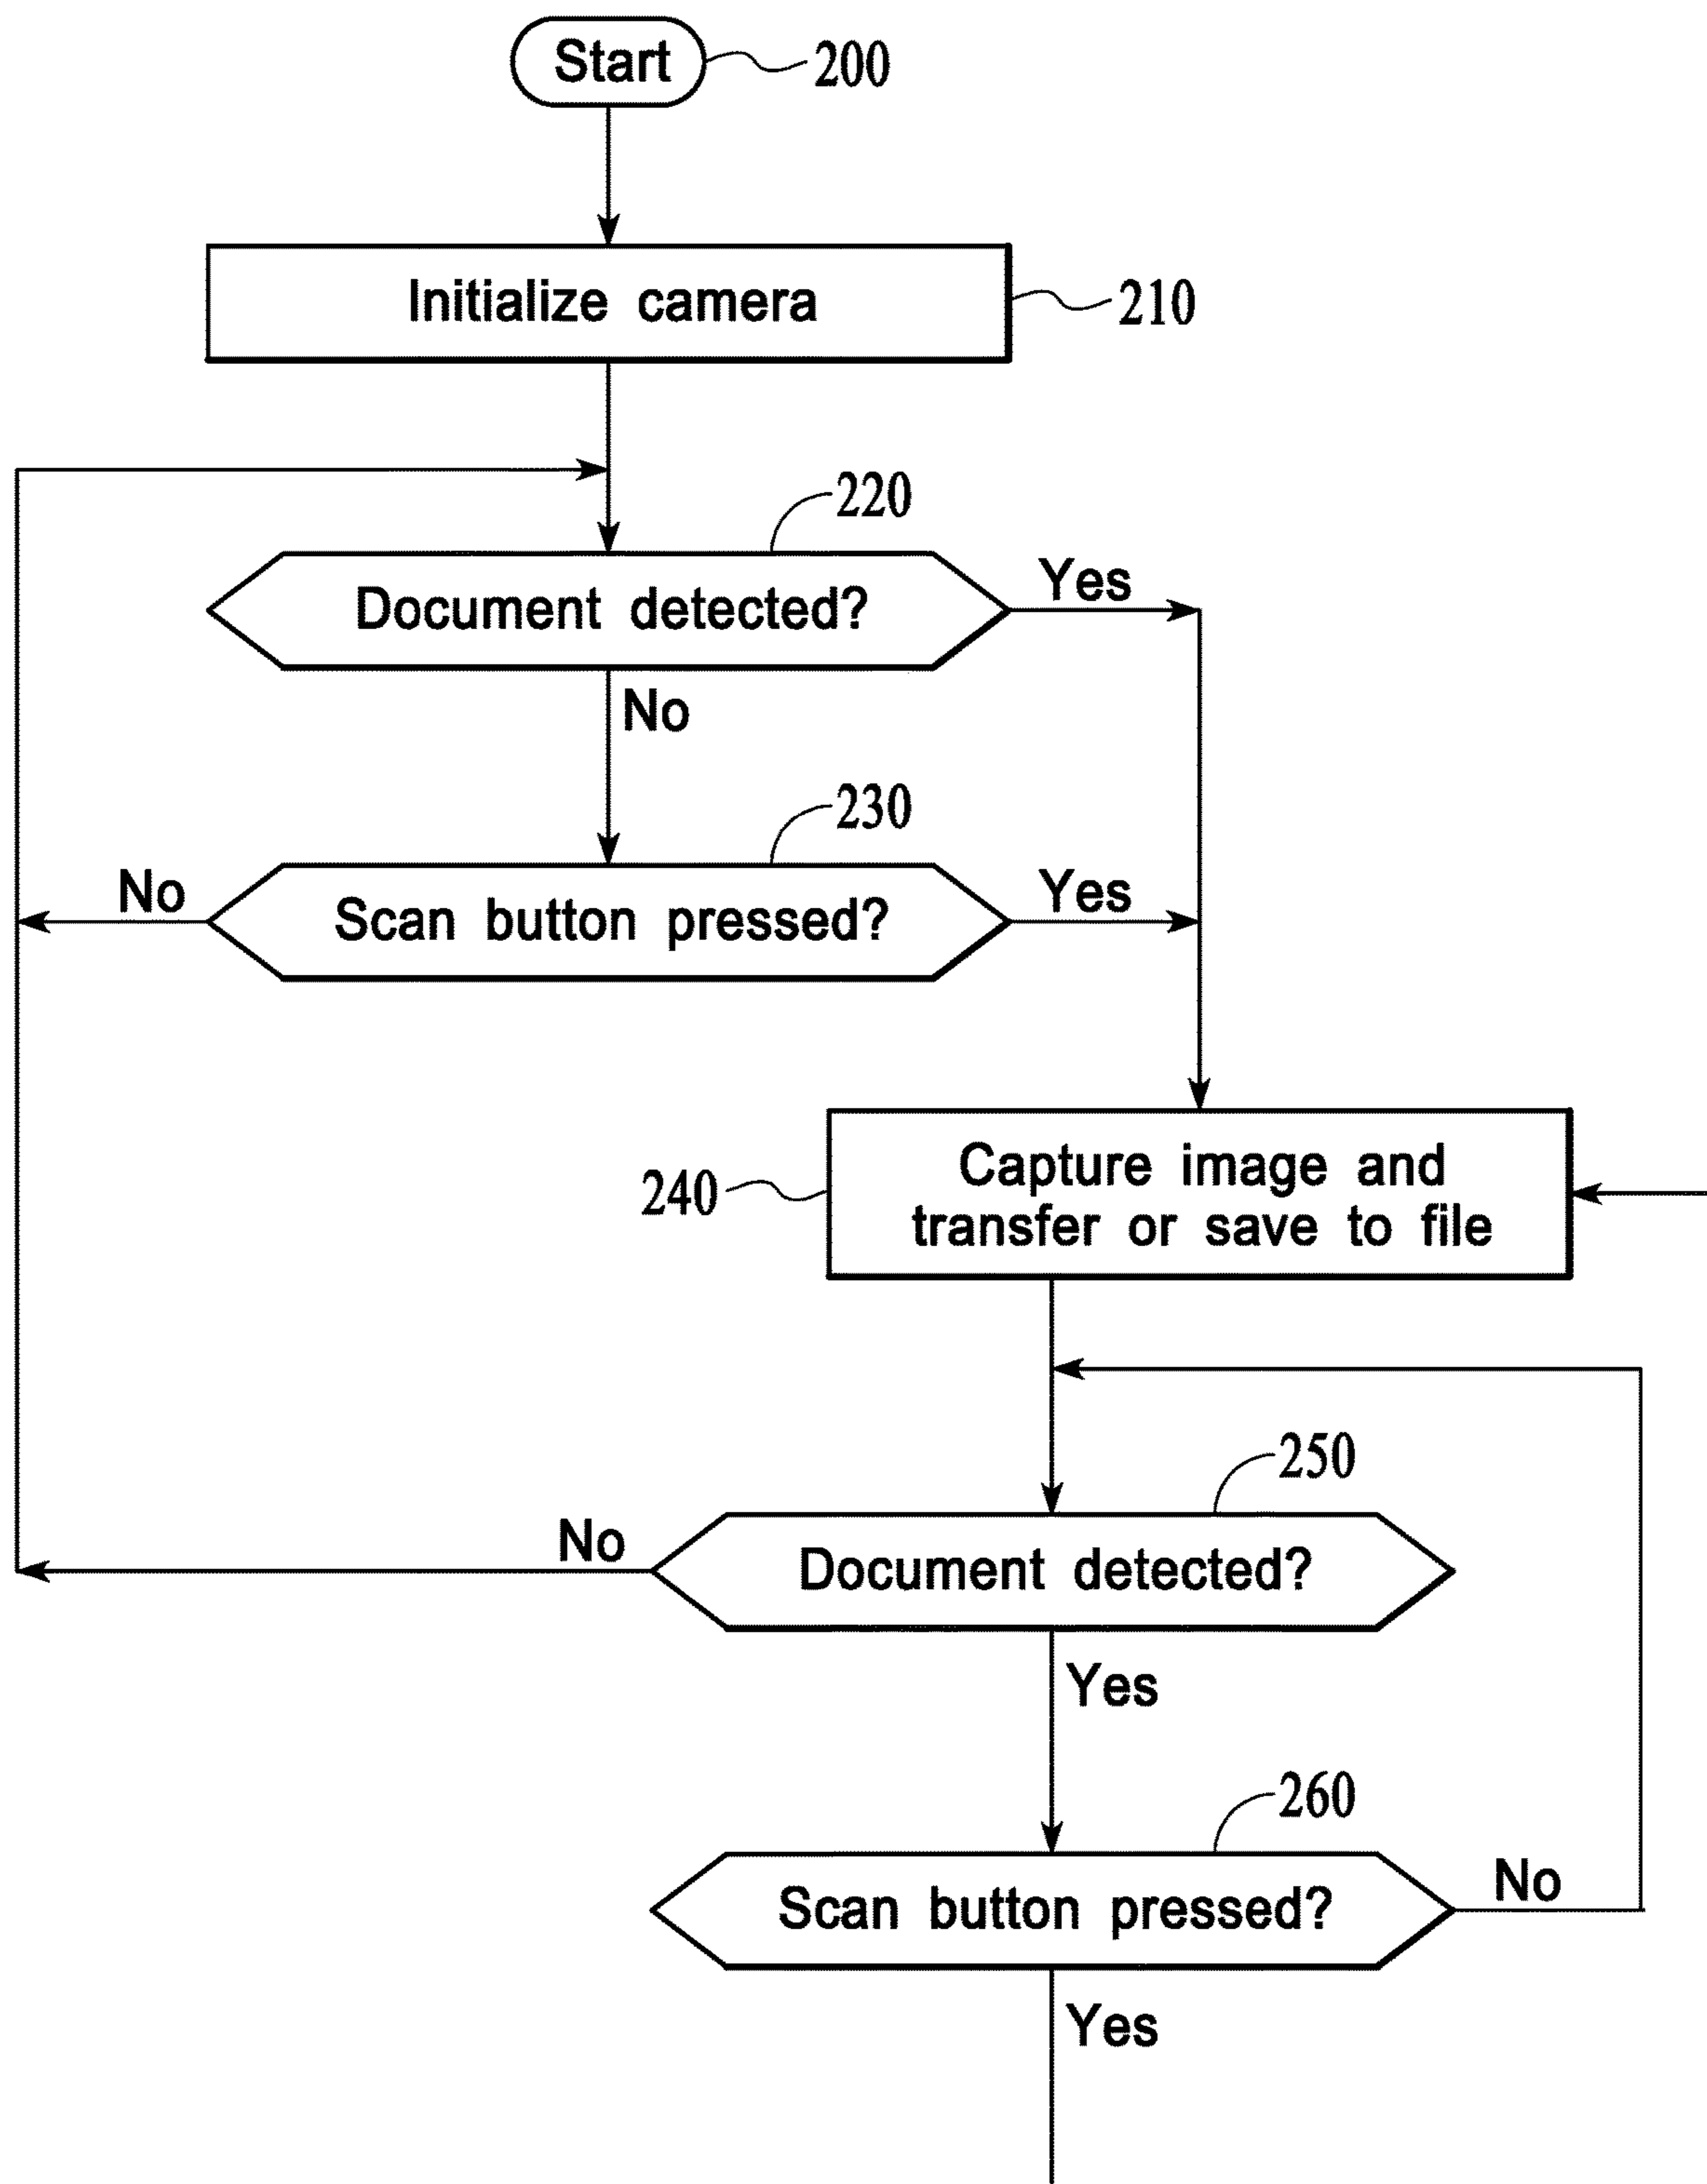 Start
200
Initialize camera
210
220
Document detected?
Yes
No
230
No
Scan button pressed?
Yes
240
Capture image and
transfer or save to file
250
No
Document detected?
Yes
260
Scan button pressed?
No
Yes